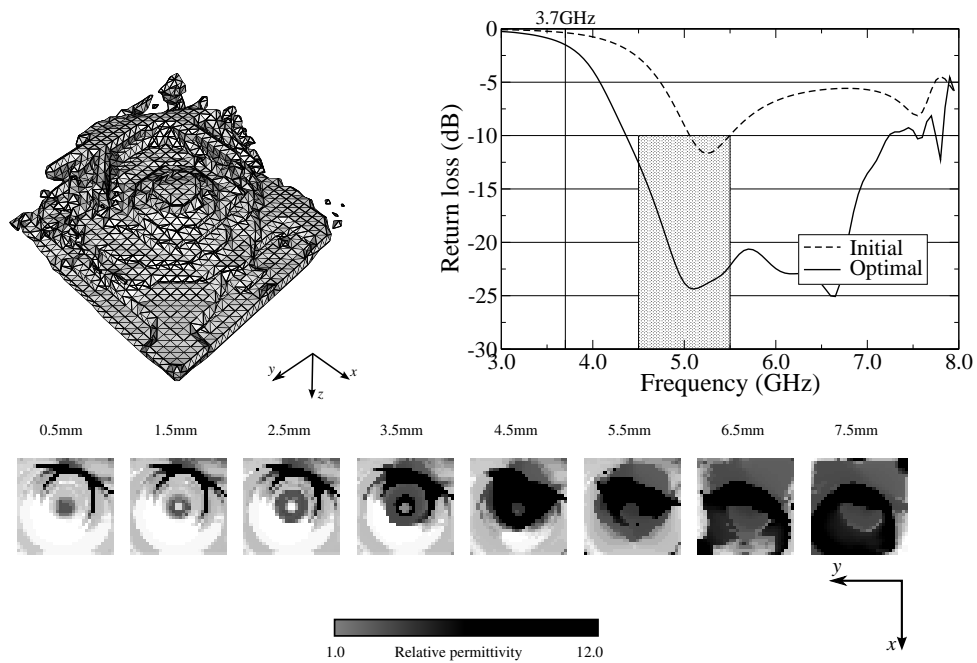 3.7GHz
0
-5
-10
-15
-20
-25
-30
Return loss (dB)
Initial
Optimal
3.0
4.0
5.0
6.0
7.0
8.0
Frequency (GHz)
y
x
z
0.5mm
1.5mm
2.5mm
3.5mm
4.5mm
5.5mm
6.5mm
7.5mm
y
x
1.0
Relative permittivity
12.0